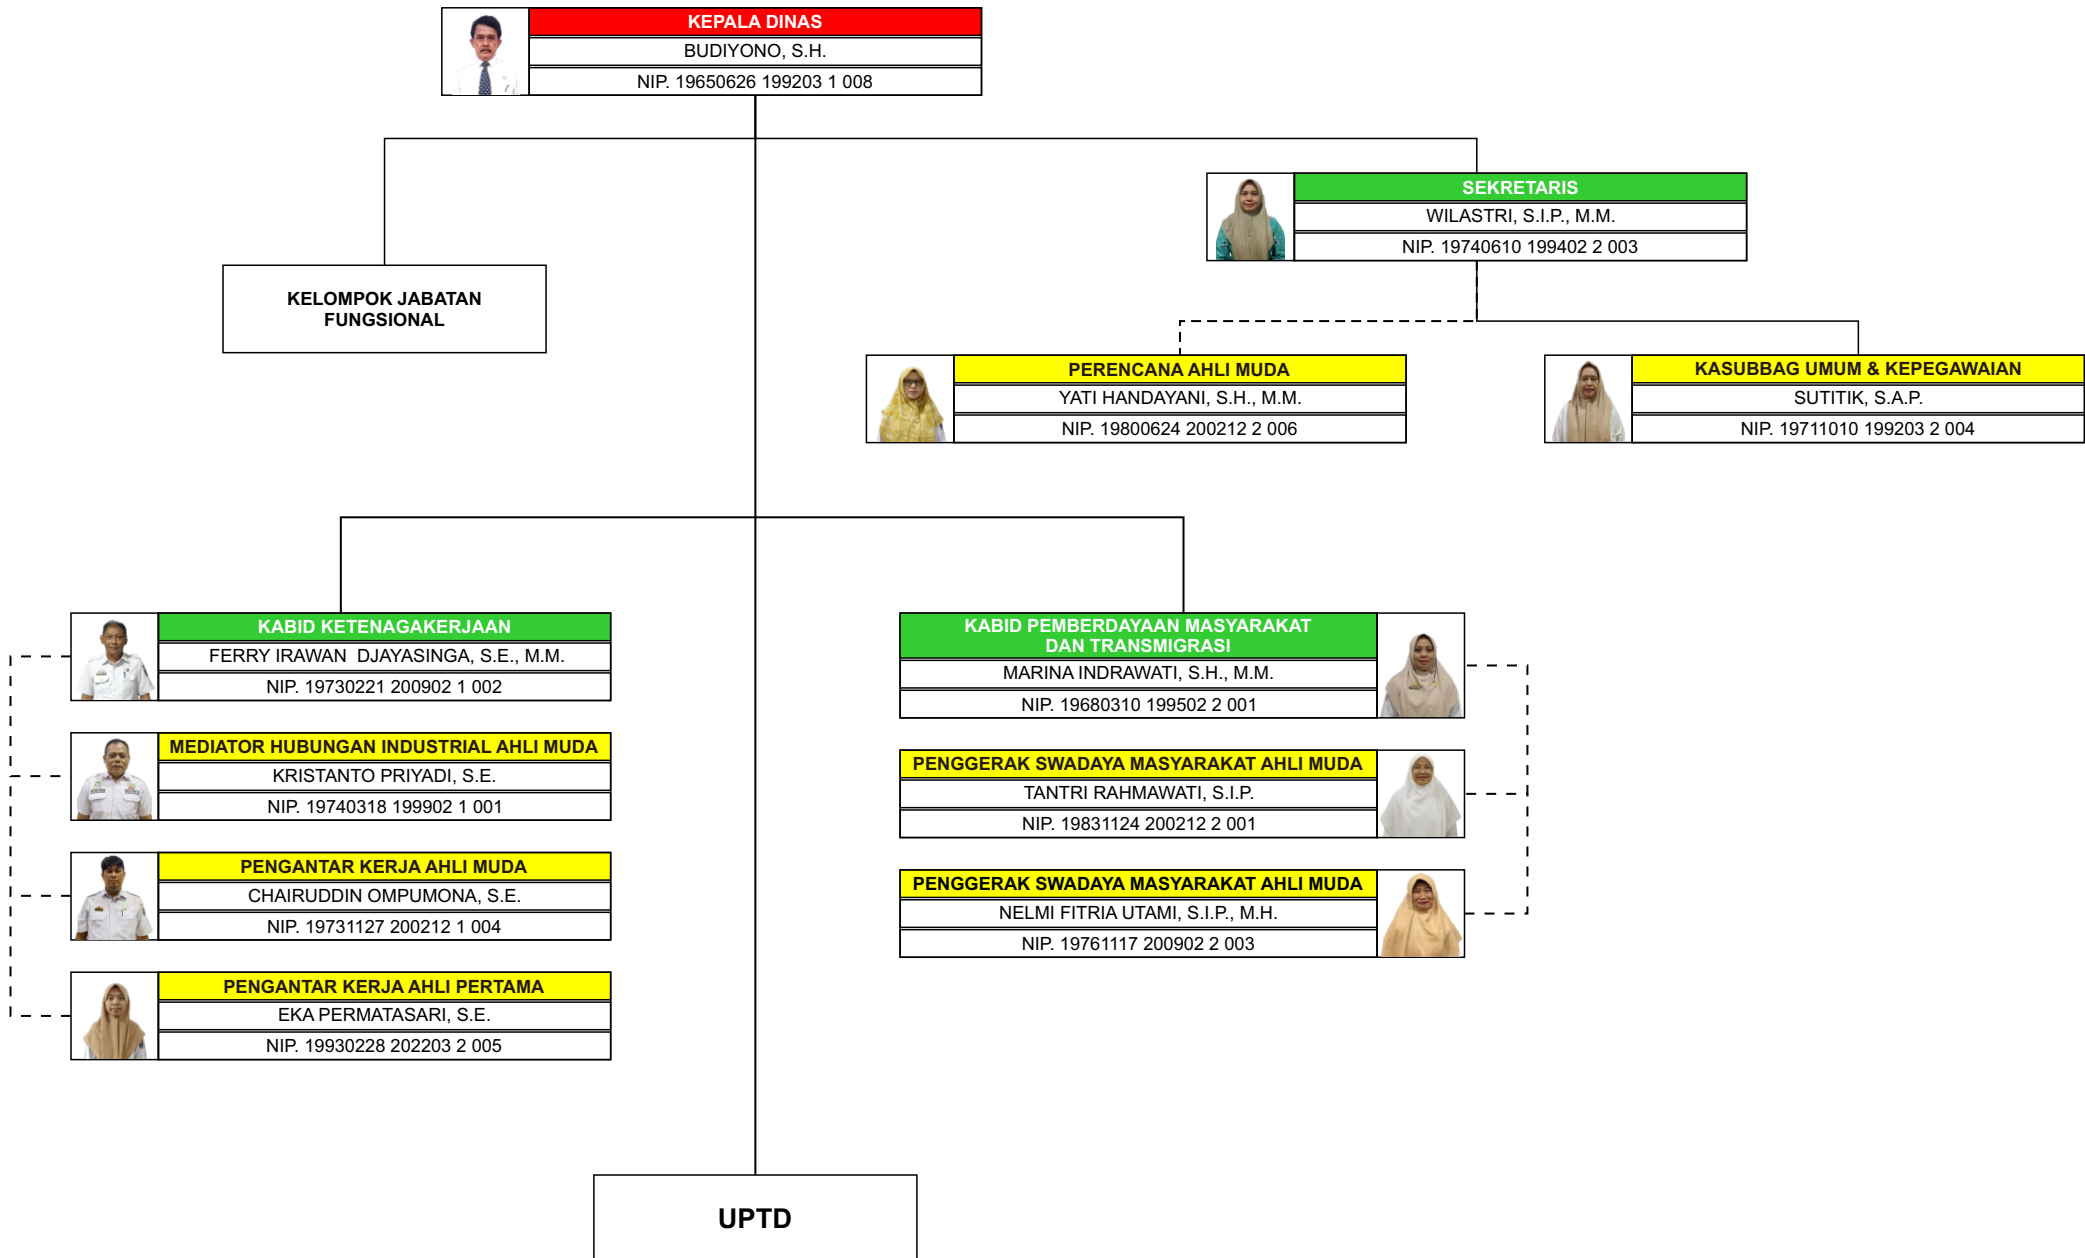 KEPALA DINAS
BUDIYONO, S.H.
NIP. 19650626 199203 1 008
SEKRETARIS
WILASTRI, S.I.P., M.M.
NIP. 19740610 199402 2 003
KELOMPOK JABATAN
FUNGSIONAL
PERENCANA AHLI MUDA
YATI HANDAYANI, S.H., M.M.
NIP. 19800624 200212 2 006
KASUBBAG UMUM & KEPEGAWAIAN
SUTITIK, S.A.P.
NIP. 19711010 199203 2 004
KABID KETENAGAKERJAAN
FERRY IRAWAN  DJAYASINGA, S.E., M.M.
NIP. 19730221 200902 1 002
MEDIATOR HUBUNGAN INDUSTRIAL AHLI MUDA
KRISTANTO PRIYADI, S.E.
NIP. 19740318 199902 1 001
PENGANTAR KERJA AHLI MUDA
CHAIRUDDIN OMPUMONA, S.E.
NIP. 19731127 200212 1 004
PENGANTAR KERJA AHLI PERTAMA
EKA PERMATASARI, S.E.
NIP. 19930228 202203 2 005
KABID PEMBERDAYAAN MASYARAKAT
DAN TRANSMIGRASI
MARINA INDRAWATI, S.H., M.M.
NIP. 19680310 199502 2 001
PENGGERAK SWADAYA MASYARAKAT AHLI MUDA
TANTRI RAHMAWATI, S.I.P.
NIP. 19831124 200212 2 001
PENGGERAK SWADAYA MASYARAKAT AHLI MUDA
NELMI FITRIA UTAMI, S.I.P., M.H.
NIP. 19761117 200902 2 003
UPTD